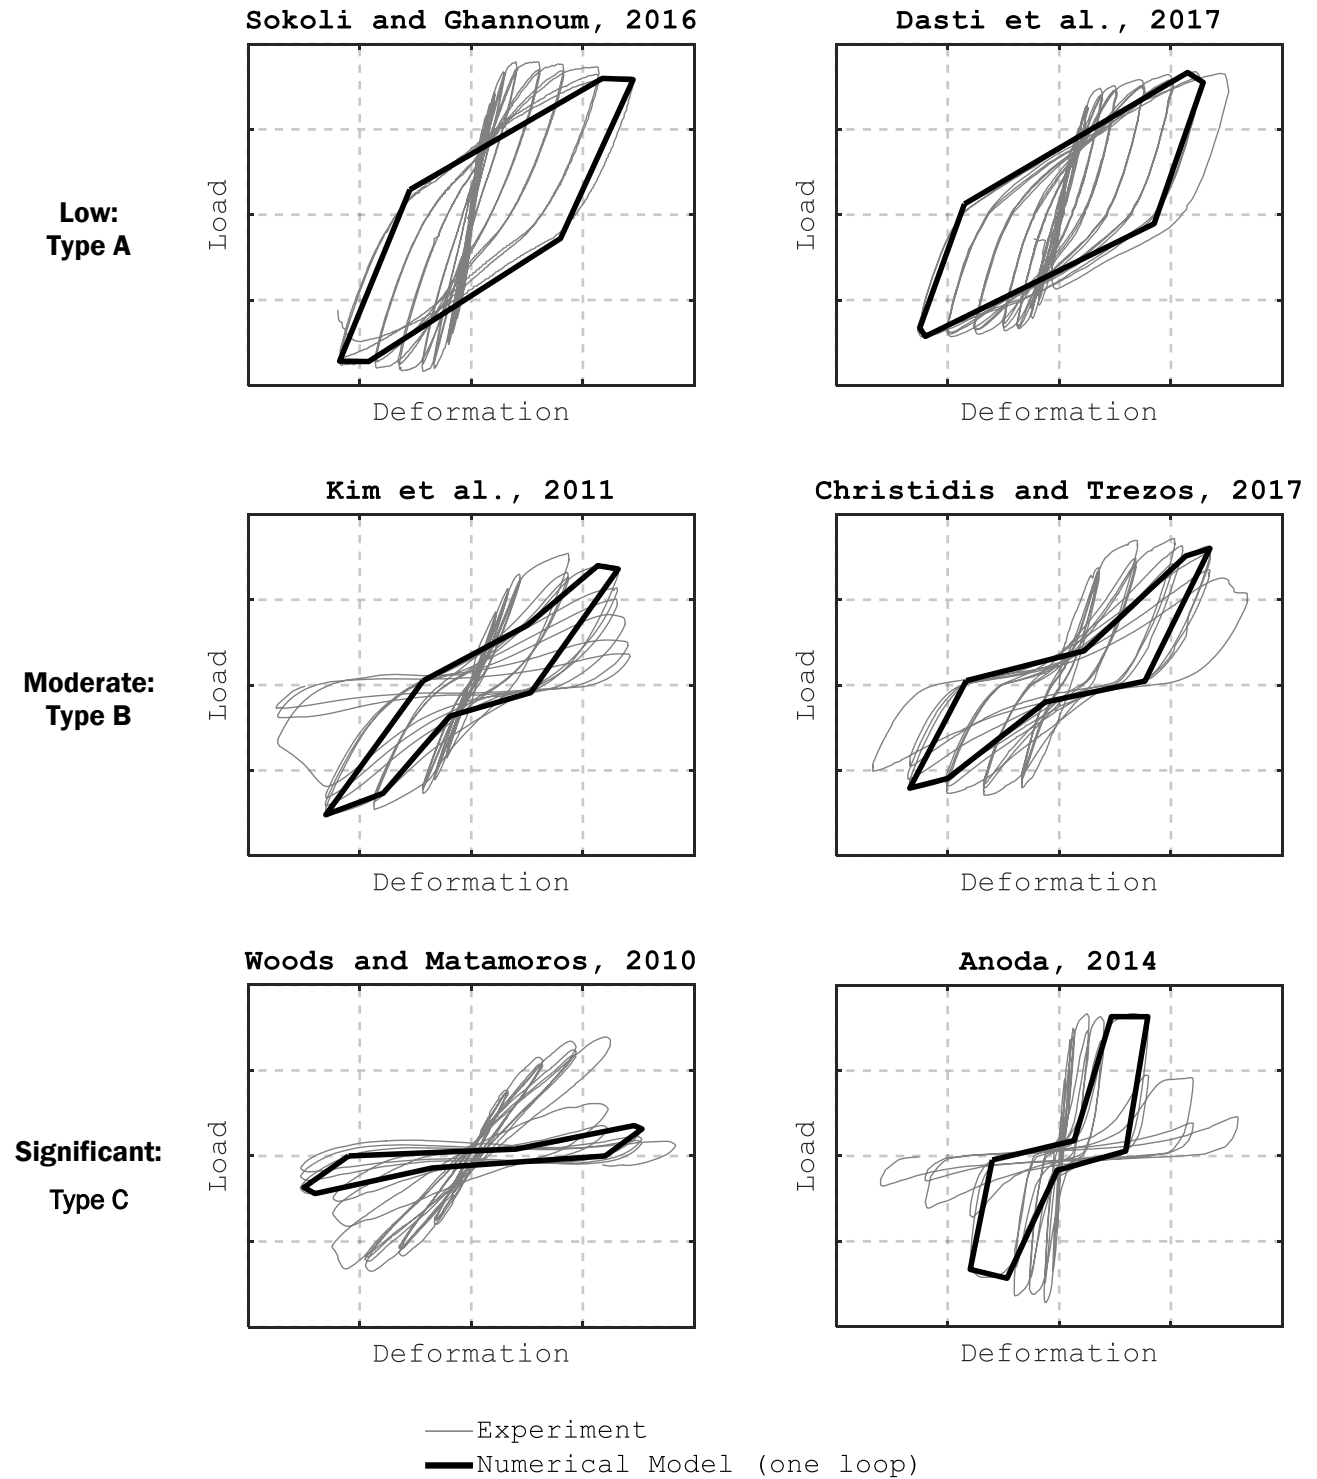 Sokoli and Ghannoum, 2016
Dasti et al., 2017
Low:
Type A
Load
Load
Deformation
Deformation
Kim et al., 2011
Christidis and Trezos, 2017
Moderate:
Type B
Load
Load
Deformation
Deformation
Woods and Matamoros, 2010
Anoda, 2014
Significant:
Type C
Load
Load
Deformation
Deformation
Experiment
Numerical Model (one loop)